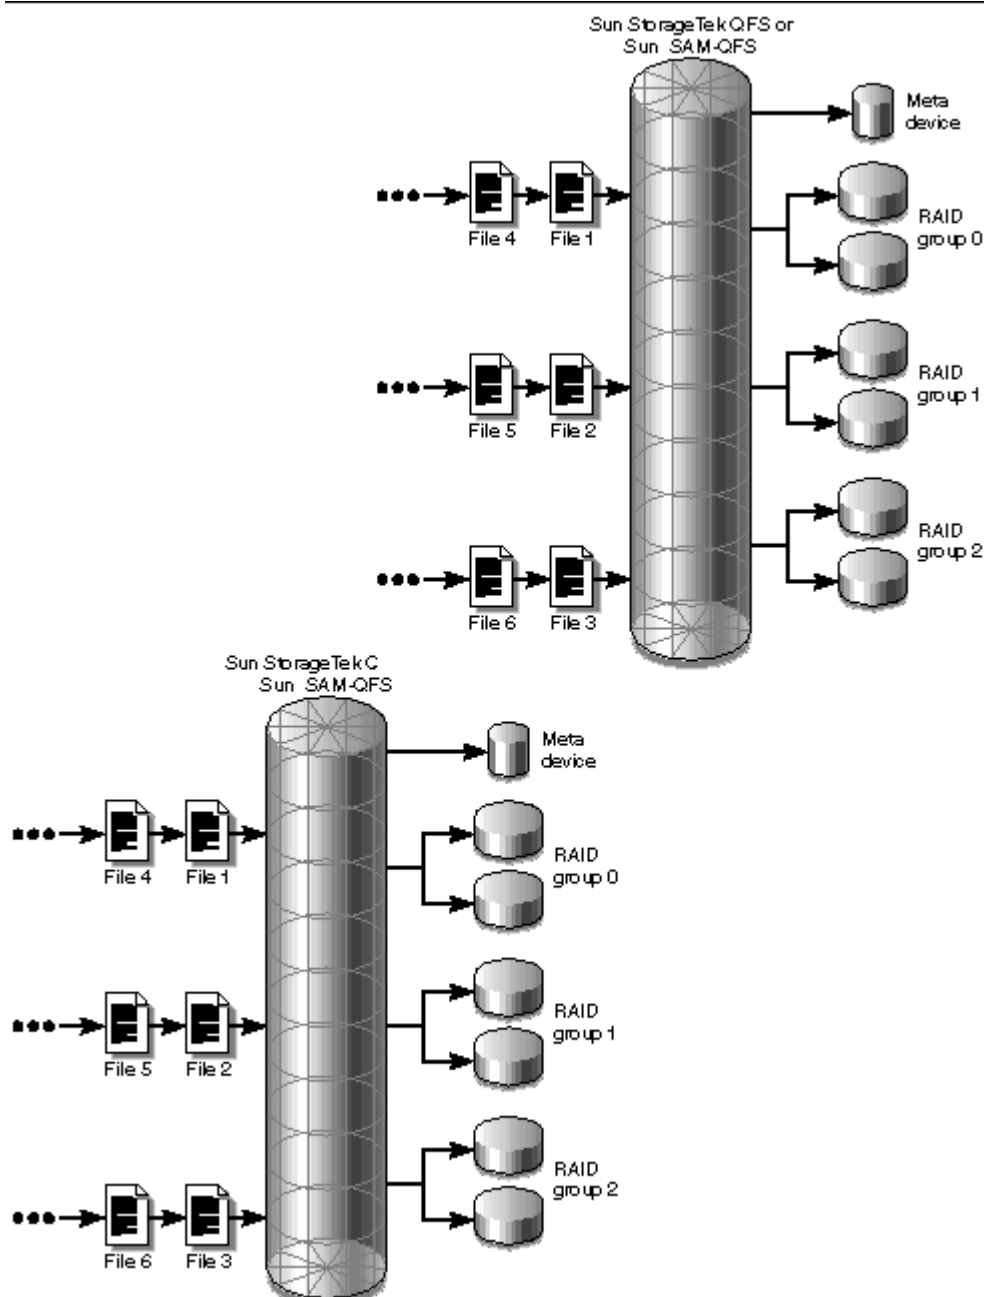 Sun StorageTek QFS or
Sun SAM-QFS
Meta
device
File 4
File 1
RAID
group 0
File 5
File 2
RAID
group 1
File 6
File 3
RAID
group 2
Sun StorageTek C
Sun SAM-QFS
Meta
device
File 4
File 1
RAID
group 0
File 5
File 2
RAID
group 1
File 6
File 3
RAID
group 2